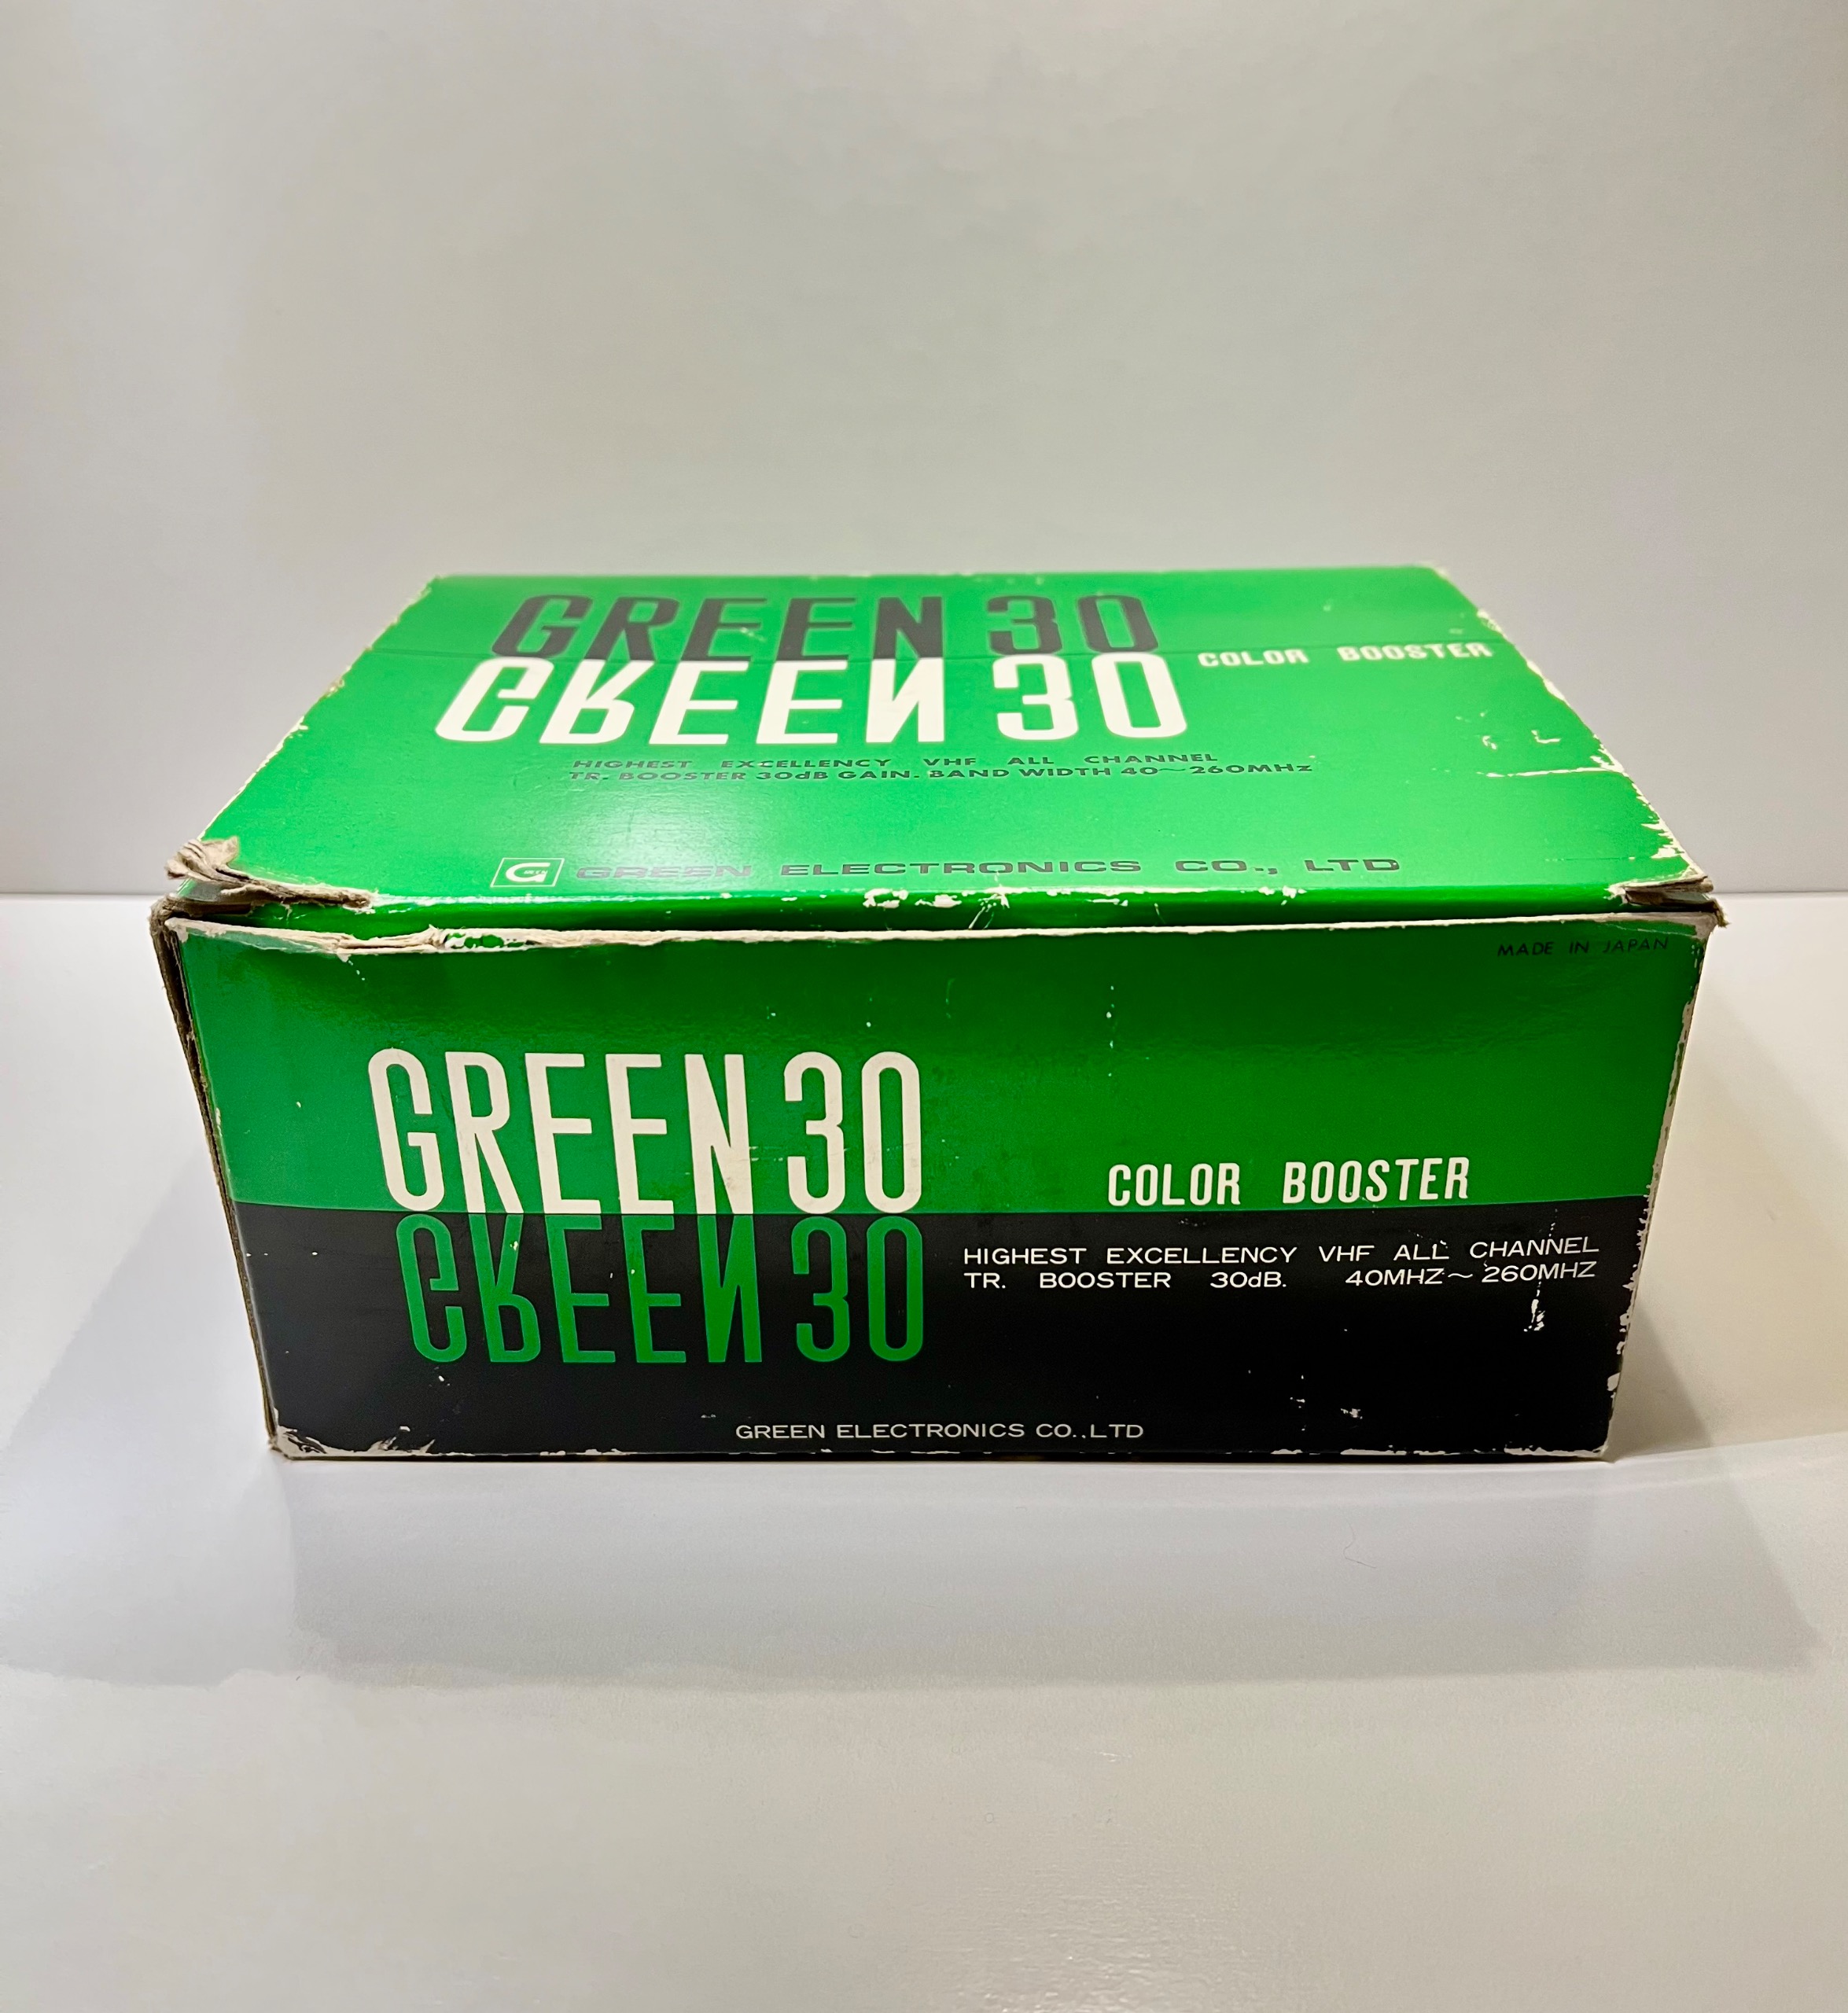 GREEN 30
GREEN 30
COLOR BOOSTER
HIGHEST EXCELLENCY VHF ALL CHANNEL
TR. BOOSTER 30dB GAIN. BAND WIDTH 40~260MHz
G GREEN ELECTRONICS CO., LTD
MADE IN JAPAN
GREEN 30
GREEN 30
COLOR BOOSTER
HIGHEST EXCELLENCY VHF ALL CHANNEL
TR. BOOSTER 30dB. 40MHZ~260MHZ
GREEN ELECTRONICS CO.,LTD